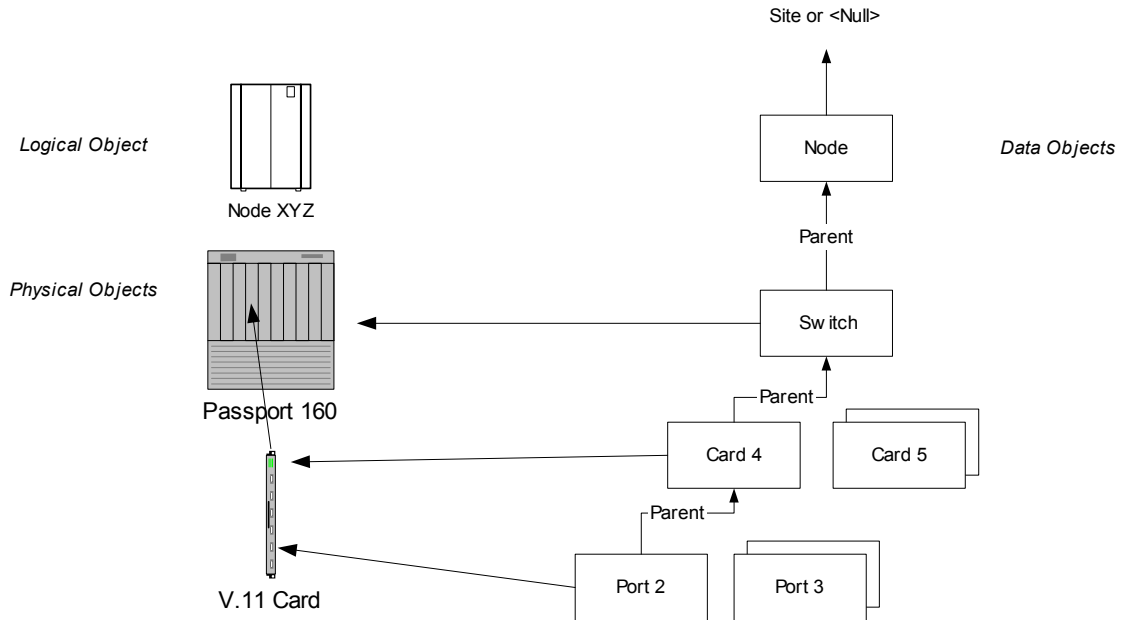 Site or <Null>
Logical Object
Node
Data Objects
Node XYZ
Parent
Physical Objects
Switch
Passport 160
Parent
Card 4
Card 5
Parent
Port 2
Port 3
V.11 Card